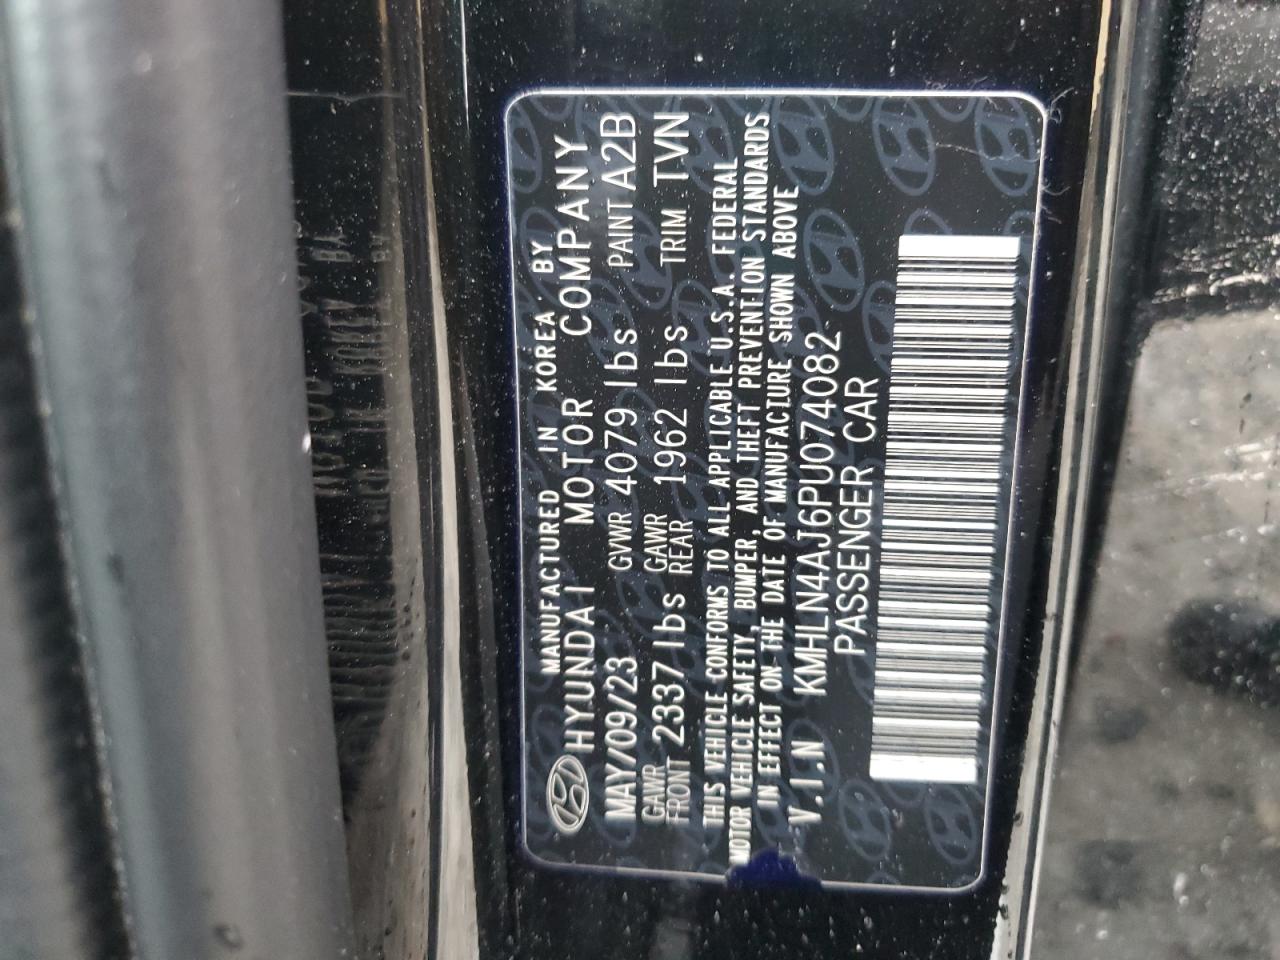 MANUFACTURED IN KOREA BY
HYUNDAI MOTOR COMPANY
MAY/09/23 GVWR 4079 lbs PAINT A2B
GAWR FRONT 2337 lbs GAWR REAR 1962 lbs TRIM TVN
THIS VEHICLE CONFORMS TO ALL APPLICABLE U.S.A. FEDERAL
MOTOR VEHICLE SAFETY, BUMPER, AND THEFT PREVENTION STANDARDS
IN EFFECT ON THE DATE OF MANUFACTURE SHOWN ABOVE
V.I.N KMHLN4AJ6PU074082
PASSENGER CAR